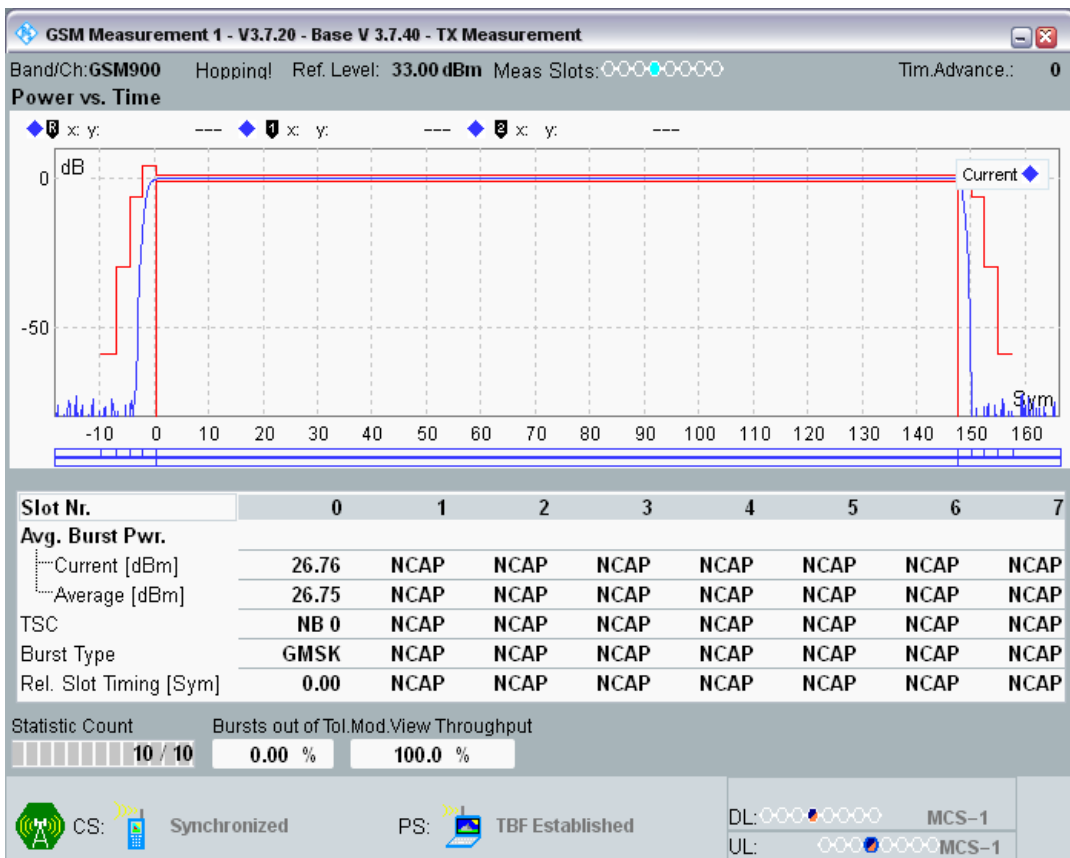 GSM Measurement 1 - V3.7.20 - Base V 3.7.40 - TX Measurement
Band/Ch:GSM900 Hopping! Ref. Level: 33.00 dBm Meas Slots: Tim.Advance.: 0
Power vs. Time
R x: y: --- 1 x: y: --- 2 x: y: ---
dB
Current
0
-50
Sym
-10 0 10 20 30 40 50 60 70 80 90 100 110 120 130 140 150 160
Slot Nr. 0 1 2 3 4 5 6 7
Avg. Burst Pwr.
Current [dBm] 26.76 NCAP NCAP NCAP NCAP NCAP NCAP NCAP
Average [dBm] 26.75 NCAP NCAP NCAP NCAP NCAP NCAP NCAP
TSC NB 0 NCAP NCAP NCAP NCAP NCAP NCAP NCAP
Burst Type GMSK NCAP NCAP NCAP NCAP NCAP NCAP NCAP
Rel. Slot Timing [Sym] 0.00 NCAP NCAP NCAP NCAP NCAP NCAP NCAP
Statistic Count Bursts out of Tol. Mod.View Throughput
10 / 10 0.00 % 100.0 %
CS: Synchronized PS: TBF Established DL: MCS-1
UL: MCS-1